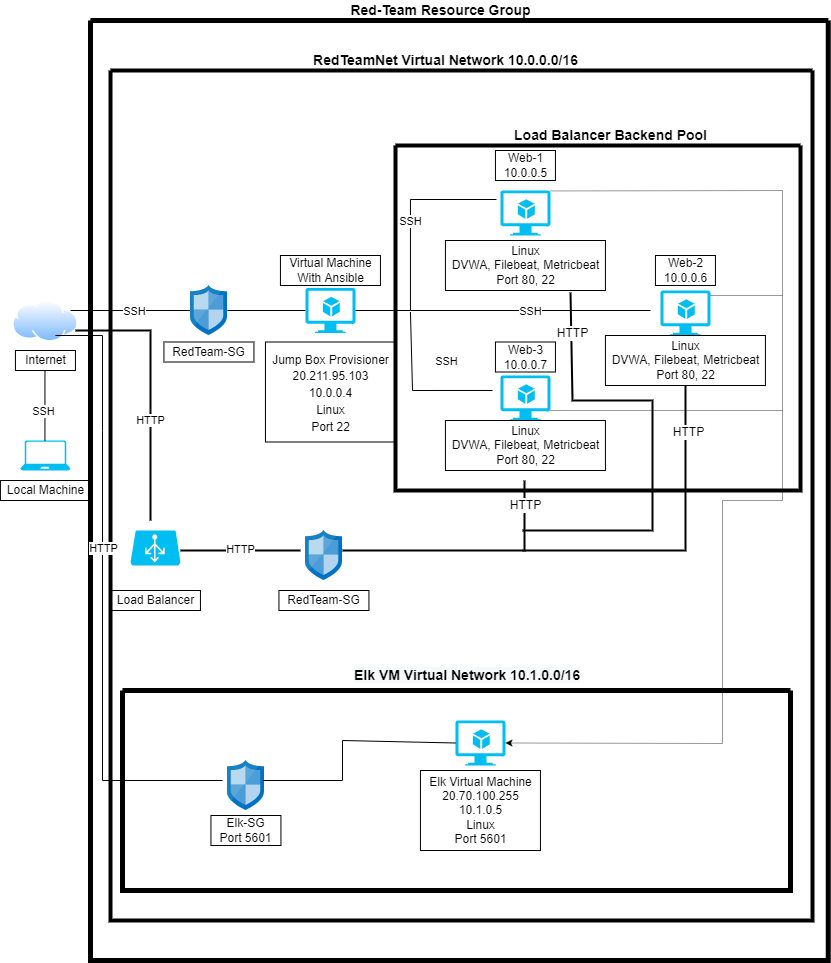 Red-Team Resource Group
RedTeamNet Virtual Network 10.0.0.0/16
Load Balancer Backend Pool
Web-1
10.0.0.5
SSH
Linux
DVWA, Filebeat, Metricbeat
Port 80, 22
Web-2
10.0.0.6
Virtual Machine
With Ansible
SSH
SSH
HTTP
Internet
RedTeam-SG
Jump Box Provisioner
20.211.95.103
10.0.0.4
Linux
Port 22
SSH
Web-3
10.0.0.7
Linux
DVWA, Filebeat, Metricbeat
Port 80, 22
SSH
HTTP
Linux
DVWA, Filebeat, Metricbeat
Port 80, 22
HTTP
Local Machine
HTTP
HTTP
HTTP
Load Balancer
RedTeam-SG
Elk VM Virtual Network 10.1.0.0/16
Elk Virtual Machine
20.70.100.255
10.1.0.5
Linux
Port 5601
Elk-SG
Port 5601